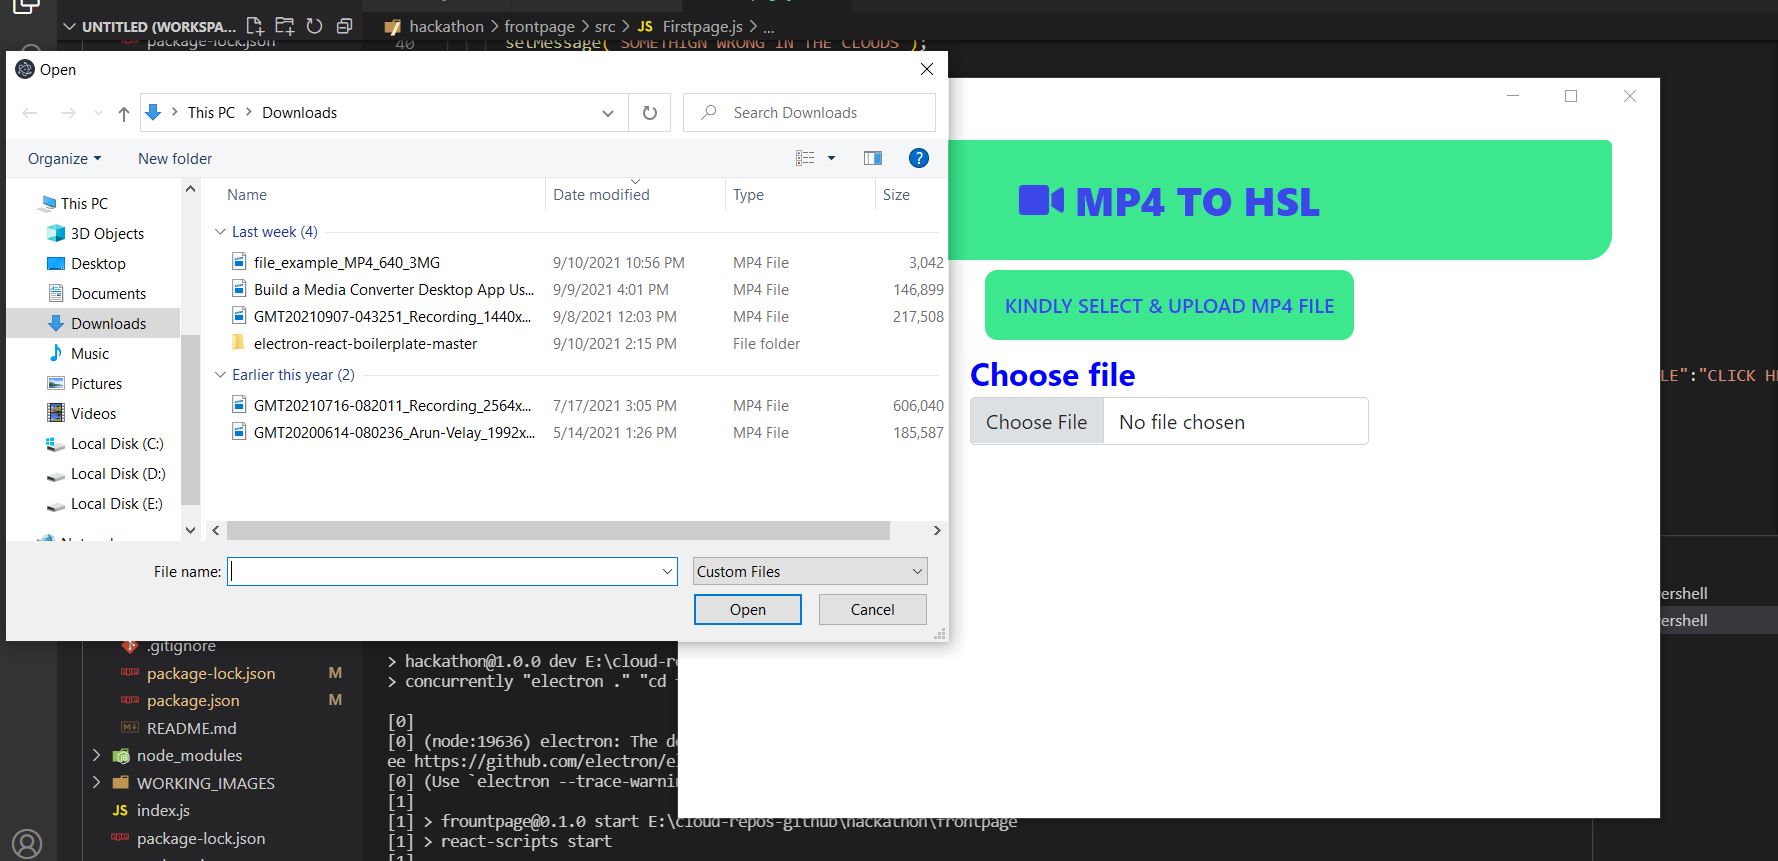 UNTITLED (WORKSPA...
hackathon > frontpage > src > JS Firstpage.js > ...
package-lock.json
40 setMessage( SOMETHIGN WRONG IN THE CLOUDS );
Open
This PC > Downloads
Search Downloads
Organize
New folder
?
This PC
3D Objects
Desktop
Documents
Downloads
Music
Pictures
Videos
Local Disk (C:)
Local Disk (D:)
Local Disk (E:)
Name Date modified Type Size
Last week (4)
file_example_MP4_640_3MG 9/10/2021 10:56 PM MP4 File 3,042
Build a Media Converter Desktop App Us... 9/9/2021 4:01 PM MP4 File 146,899
GMT20210907-043251_Recording_1440x... 9/8/2021 12:03 PM MP4 File 217,508
electron-react-boilerplate-master 9/10/2021 2:15 PM File folder
Earlier this year (2)
GMT20210716-082011_Recording_2564x... 7/17/2021 3:05 PM MP4 File 606,040
GMT20200614-080236_Arun-Velay_1992x... 5/14/2021 1:26 PM MP4 File 185,587
File name:
Custom Files
Open
Cancel
MP4 TO HSL
KINDLY SELECT & UPLOAD MP4 FILE
Choose file
Choose File No file chosen
LE":"CLICK HE
ershell
ershell
.gitignore
package-lock.json M
package.json M
README.md
node_modules
WORKING_IMAGES
JS index.js
package-lock.json
> hackathon@1.0.0 dev E:\cloud-r
> concurrently "electron ." "cd
[0]
[0] (node:19636) electron: The d
ee https://github.com/electron/e
[0] (Use `electron --trace-warni
[1]
[1] > frountpage@0.1.0 start E:\cloud-repos-github\hackathon\frontpage
[1] > react-scripts start